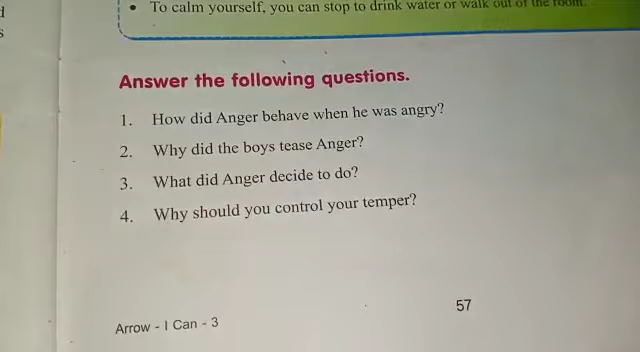 • To calm yourself, you can stop to drink water or walk out of the room.
Answer the following questions.
1. How did Anger behave when he was angry?
2. Why did the boys tease Anger?
3. What did Anger decide to do?
4. Why should you control your temper?
57
Arrow - I Can - 3